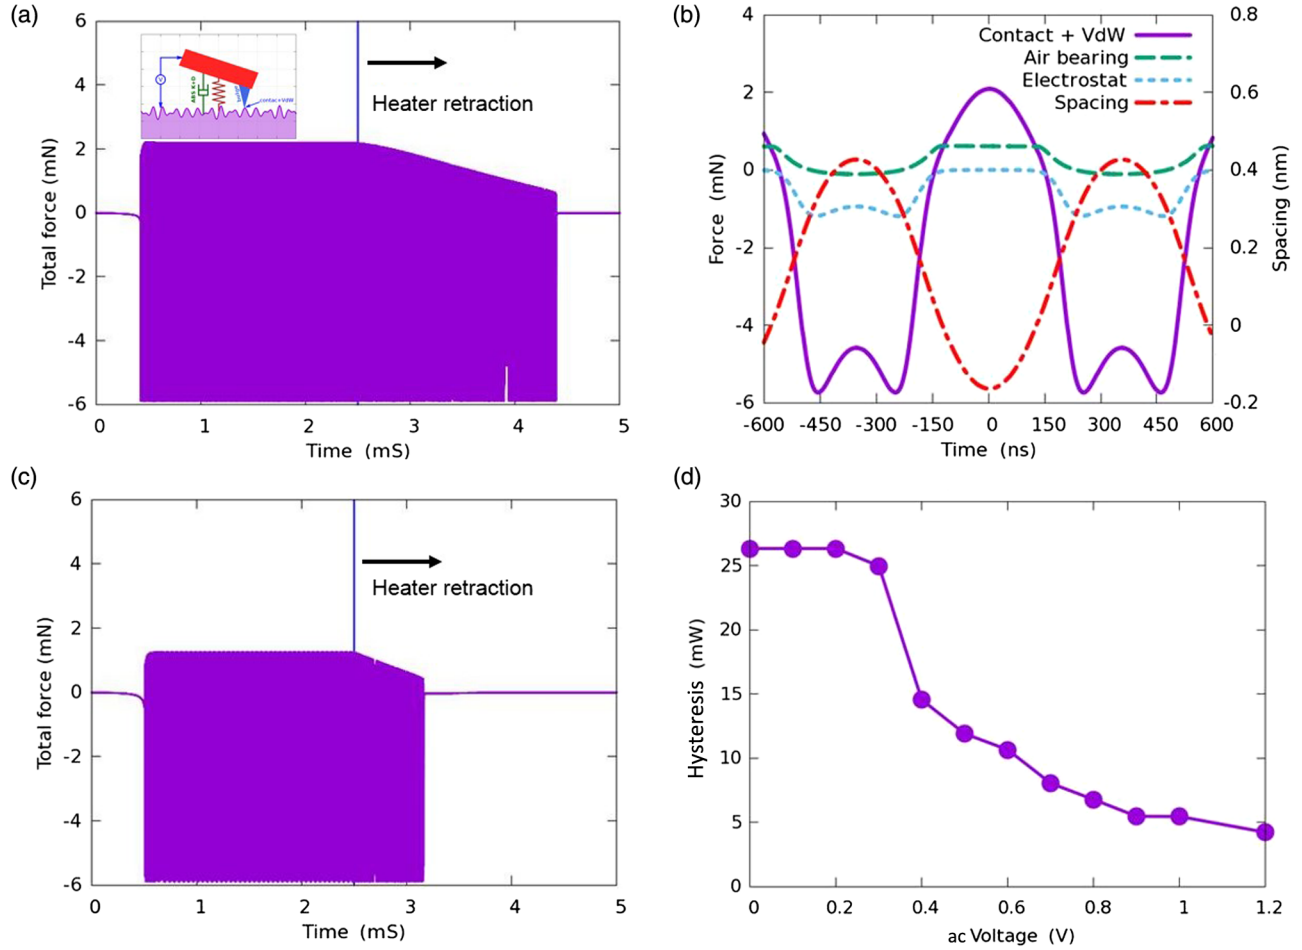 (a)
6
4
2
0
-2
-4
-6
Total force (mN)
V
ABS K+D
contact+VdW
Heater retraction
0 1 2 3 4 5
Time (mS)
(b)
4
2
0
-2
-4
-6
Force (mN)
Contact + VdW
Air bearing
Electrostat
Spacing
0.8
0.6
0.4
0.2
0
-0.2
Spacing (nm)
-600 -450 -300 -150 0 150 300 450 600
Time (ns)
(c)
6
4
2
0
-2
-4
-6
Total force (mN)
Heater retraction
0 1 2 3 4 5
Time (mS)
(d)
30
25
20
15
10
5
0
Hysteresis (mW)
0 0.2 0.4 0.6 0.8 1 1.2
ac Voltage (V)